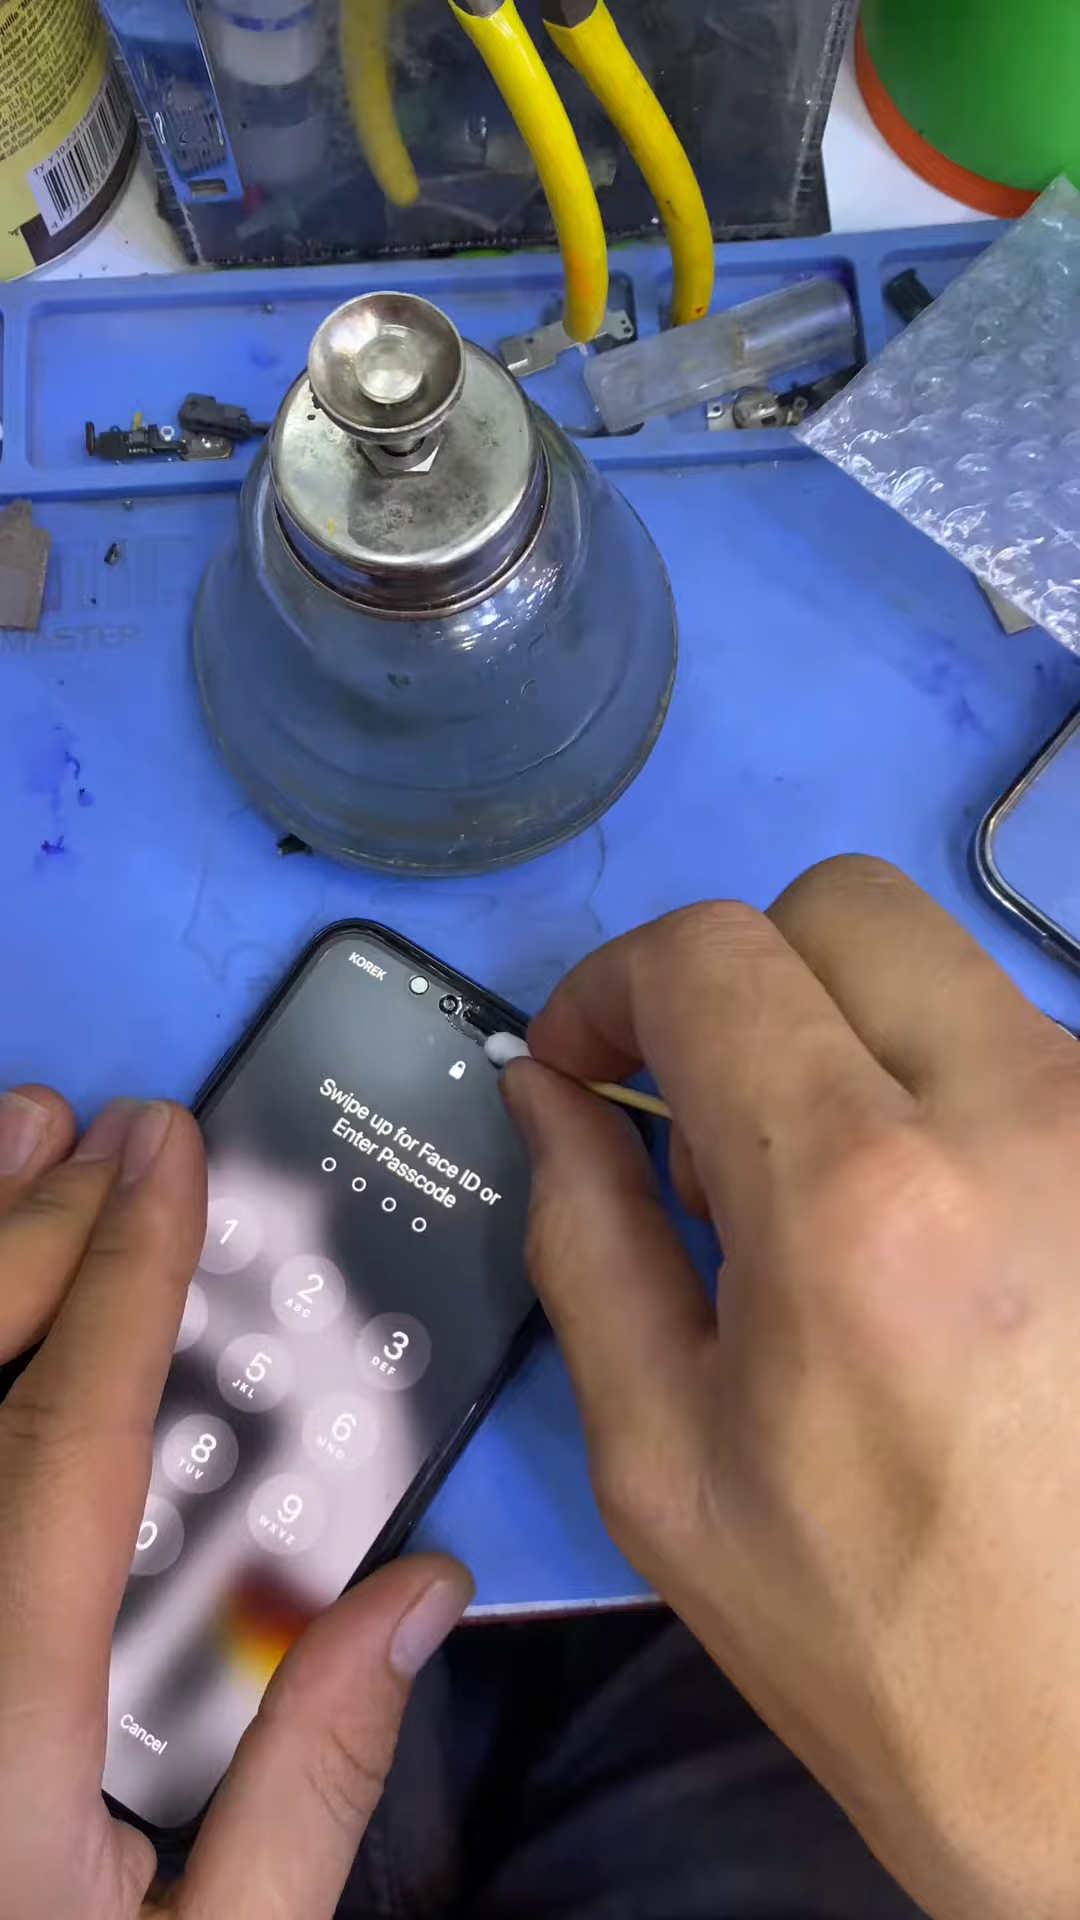 MASTER
KOREK
Swipe up for Face ID or
Enter Passcode
1
2
ABC
3
DEF
5
JKL
6
MNO
8
TUV
9
WXYZ
0
Cancel